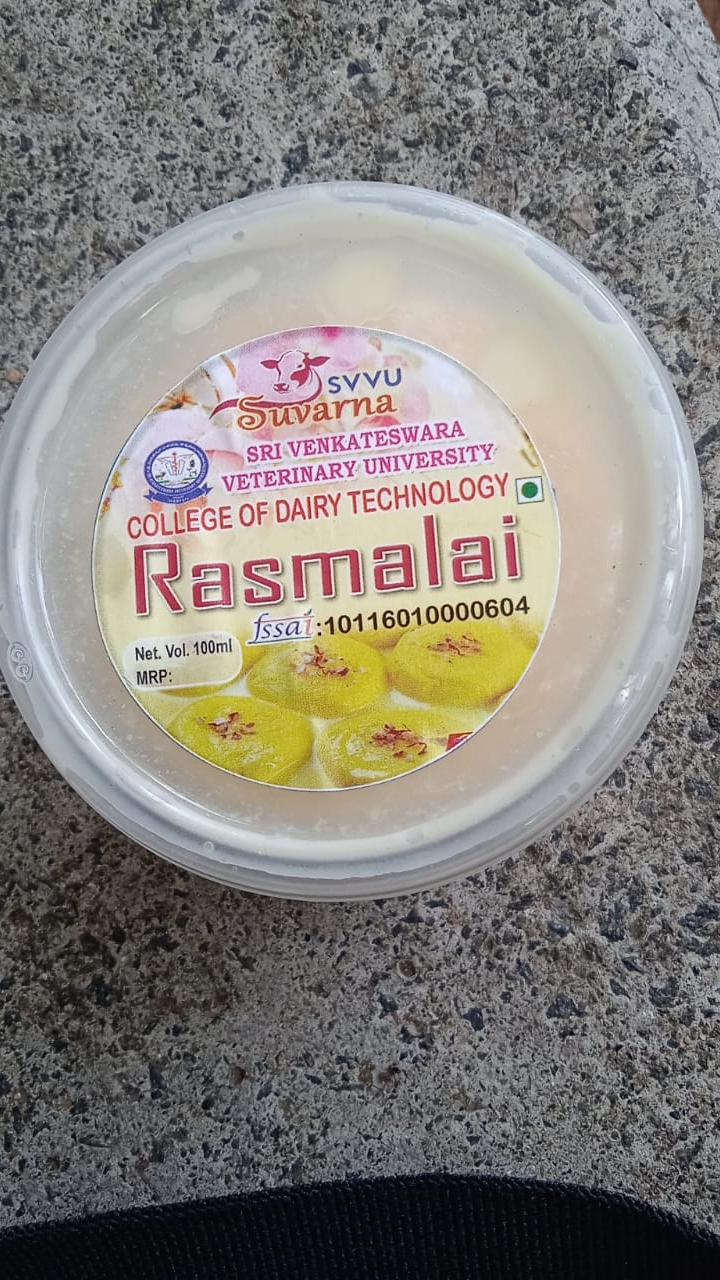 SVVU
Suvarna
SRI VENKATESWARA
VETERINARY UNIVERSITY
COLLEGE OF DAIRY TECHNOLOGY
Rasmalai
fssai:10116010000604
Net. Vol. 100ml
MRP: